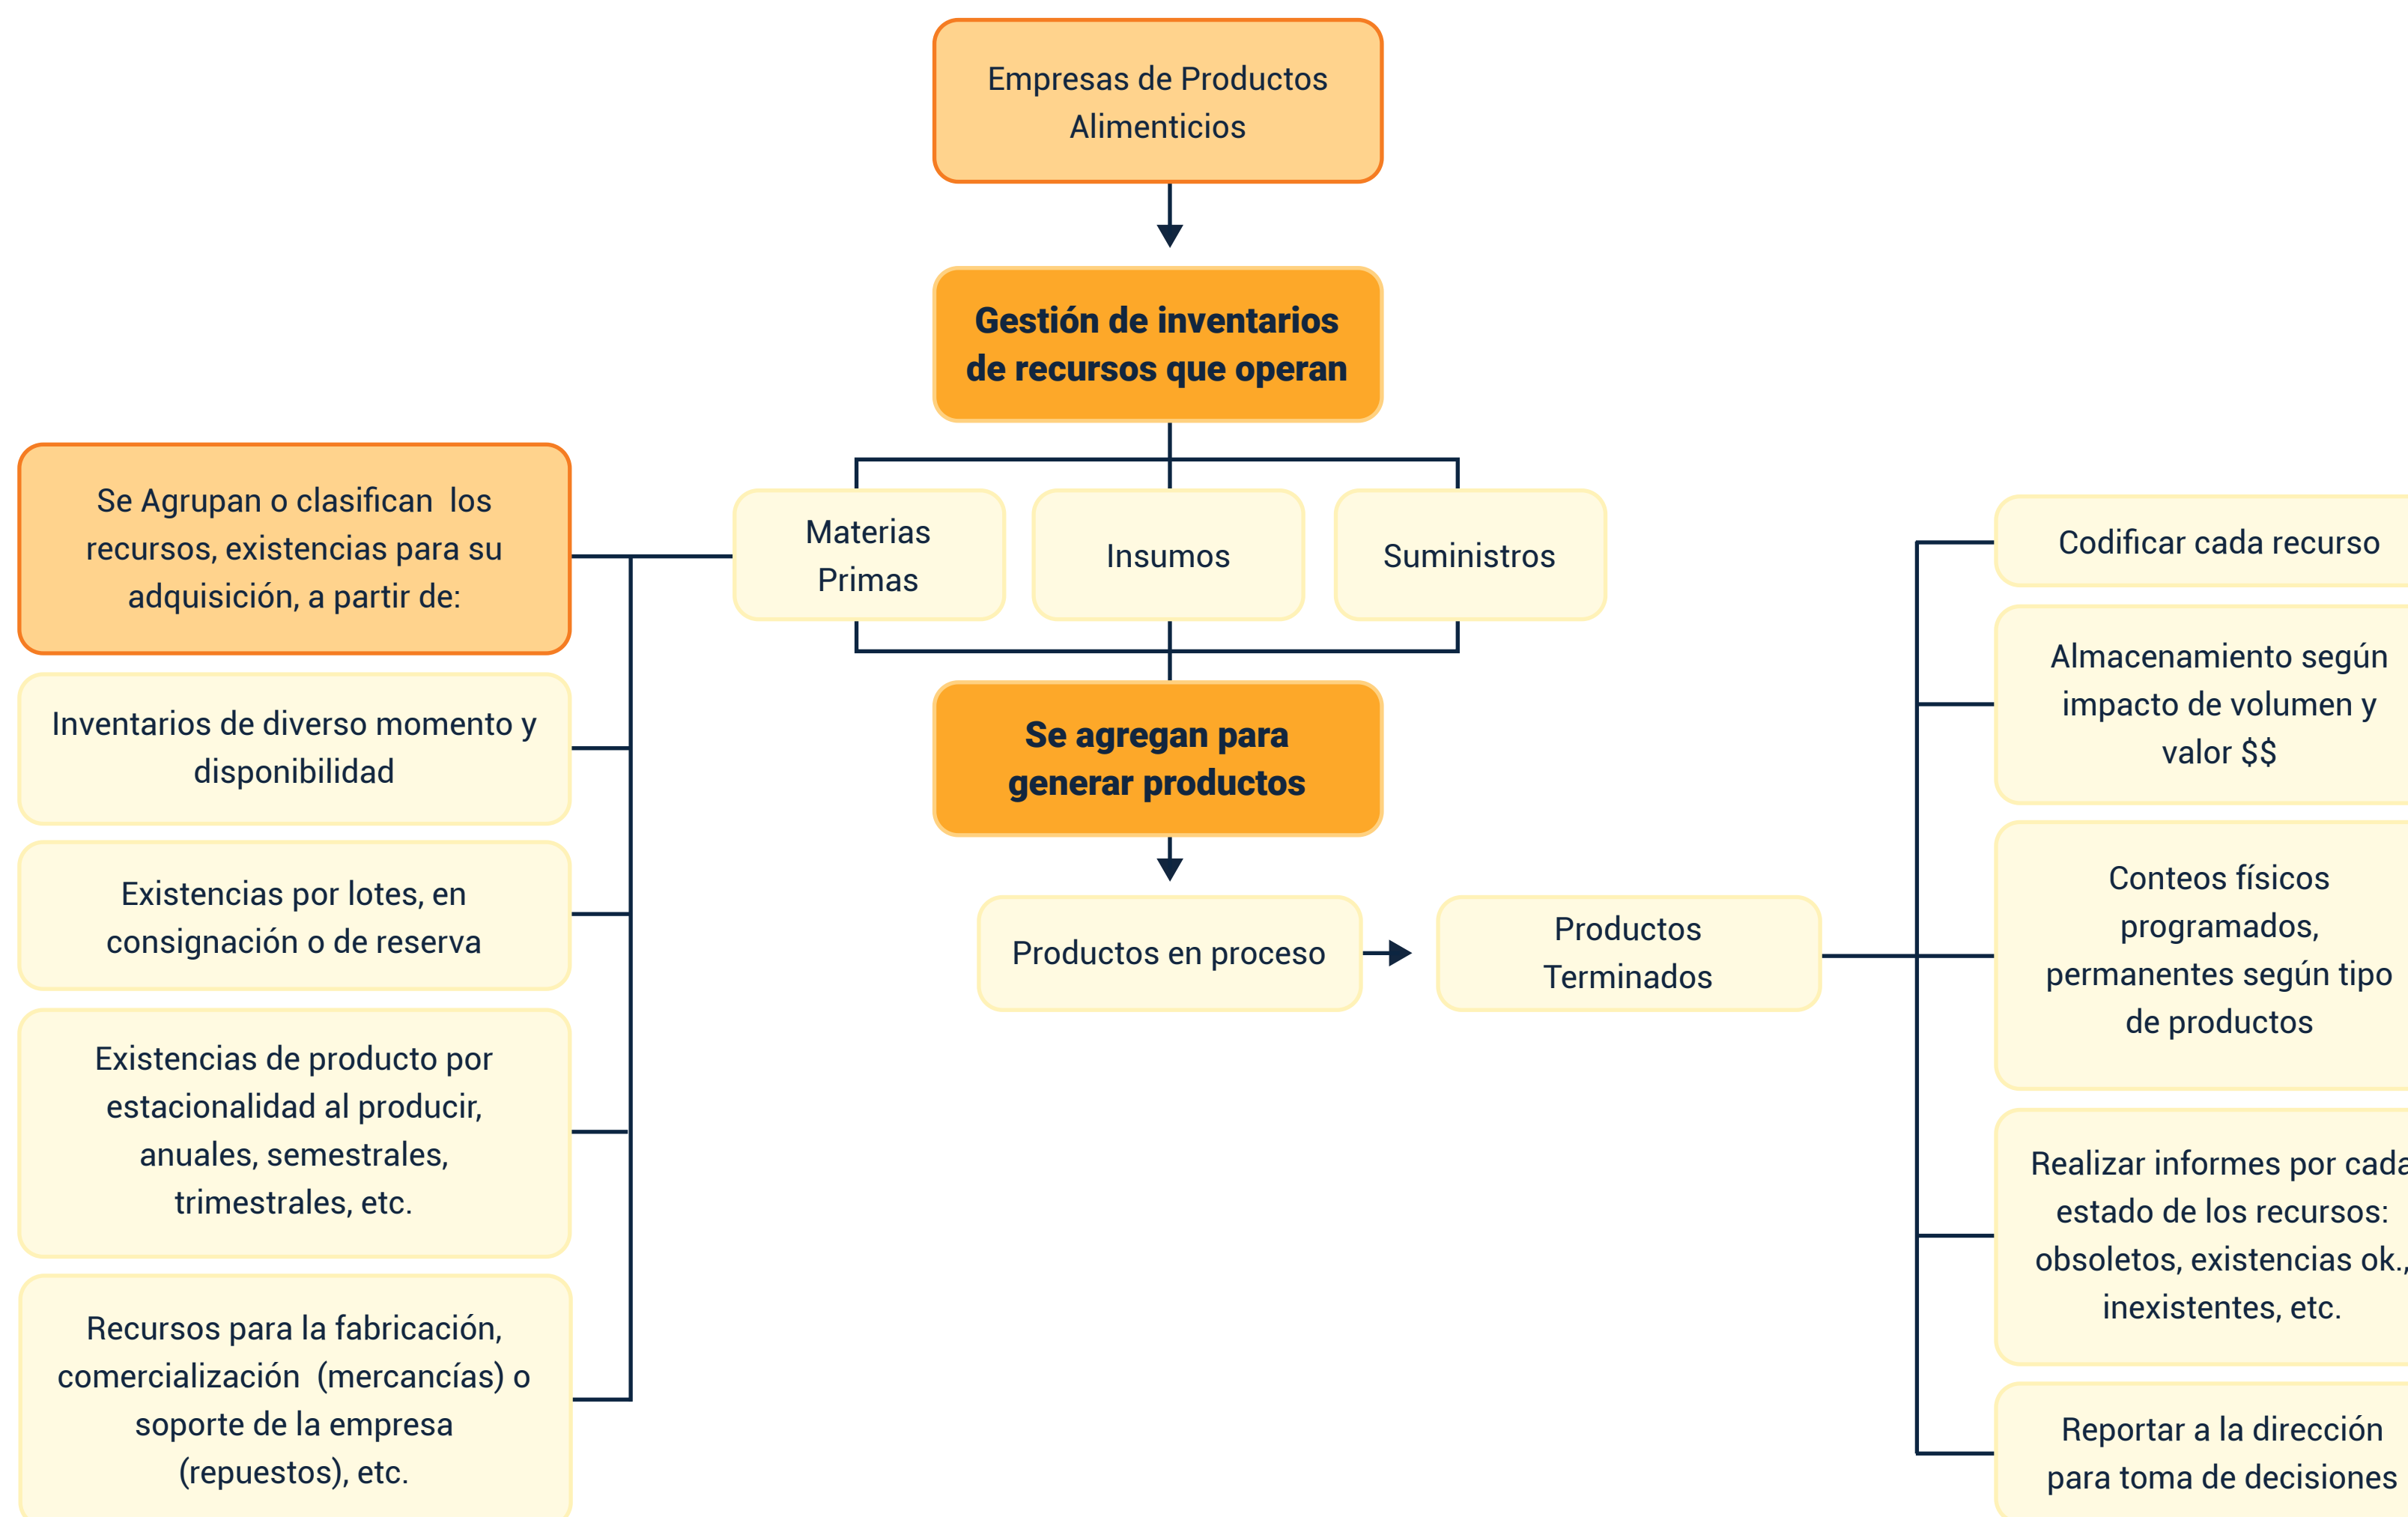 Empresas de Productos
Alimenticios
Gestión de inventarios
de recursos que operan
Se Agrupan o clasifican  los
recursos, existencias para su
adquisición, a partir de:
Inventarios de diverso momento y
disponibilidad
Existencias por lotes, en
consignación o de reserva
Existencias de producto por
estacionalidad al producir,
anuales, semestrales,
trimestrales, etc.
Recursos para la fabricación,
comercialización  (mercancías) o
soporte de la empresa
(repuestos), etc.
Materias
Primas
Insumos
Suministros
Se agregan para
generar productos
Productos en proceso
Productos
Terminados
Codificar cada recurso
Almacenamiento según
impacto de volumen y
valor $$
Conteos físicos
programados,
permanentes según tipo
de productos
Realizar informes por cada
estado de los recursos:
obsoletos, existencias ok.,
inexistentes, etc.
Reportar a la dirección
para toma de decisiones